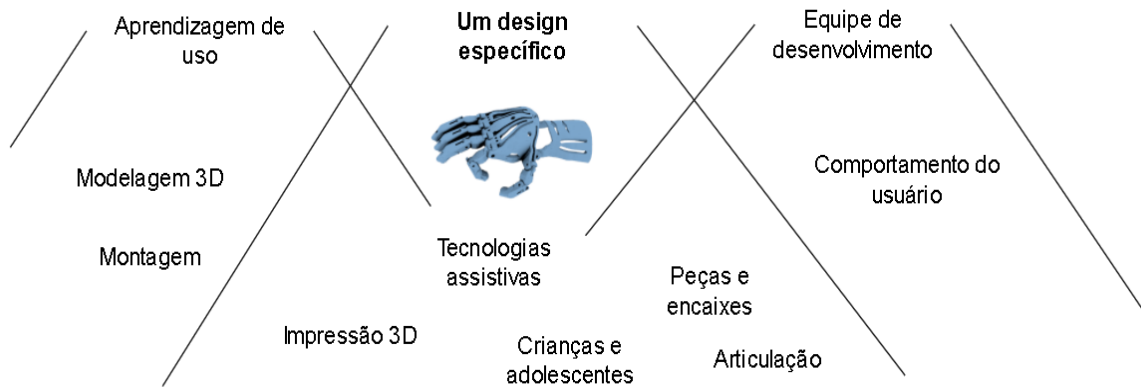 Aprendizagem de
uso
Um design
específico
Equipe de
desenvolvimento
Modelagem 3D
Comportamento do
usuário
Montagem
Tecnologias
assistivas
Peças e
encaixes
Impressão 3D
Crianças e
adolescentes
Articulação